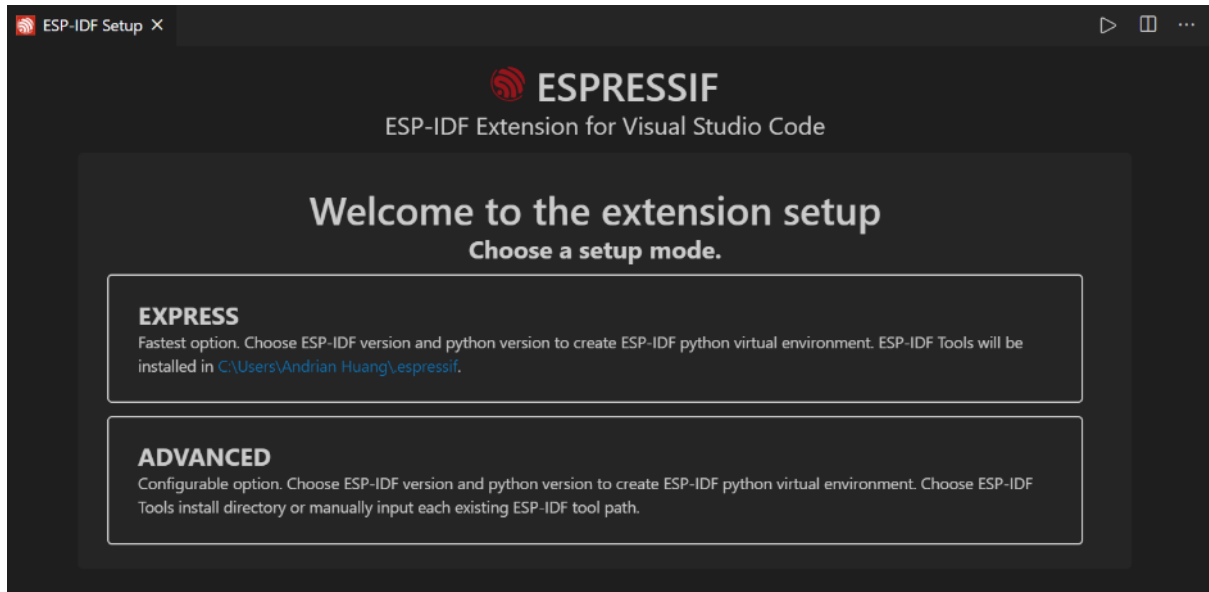 ESP-IDF Setup
ESPRESSIF
ESP-IDF Extension for Visual Studio Code
Welcome to the extension setup
Choose a setup mode.
EXPRESS
Fastest option. Choose ESP-IDF version and python version to create ESP-IDF python virtual environment. ESP-IDF Tools will be
installed in C:\Users\Andrian Huang\.espressif.
ADVANCED
Configurable option. Choose ESP-IDF version and python version to create ESP-IDF python virtual environment. Choose ESP-IDF
Tools install directory or manually input each existing ESP-IDF tool path.